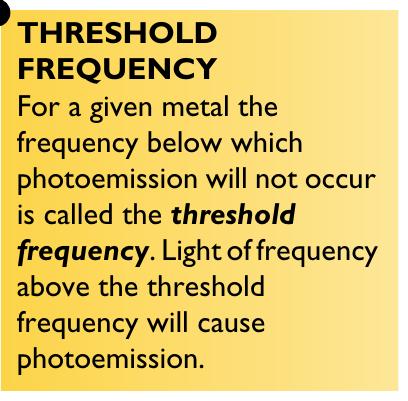 THRESHOLD
FREQUENCY
For a given metal the
frequency below which
photoemission will not occur
is called the threshold
frequency. Light of frequency
above the threshold
frequency will cause
photoemission.